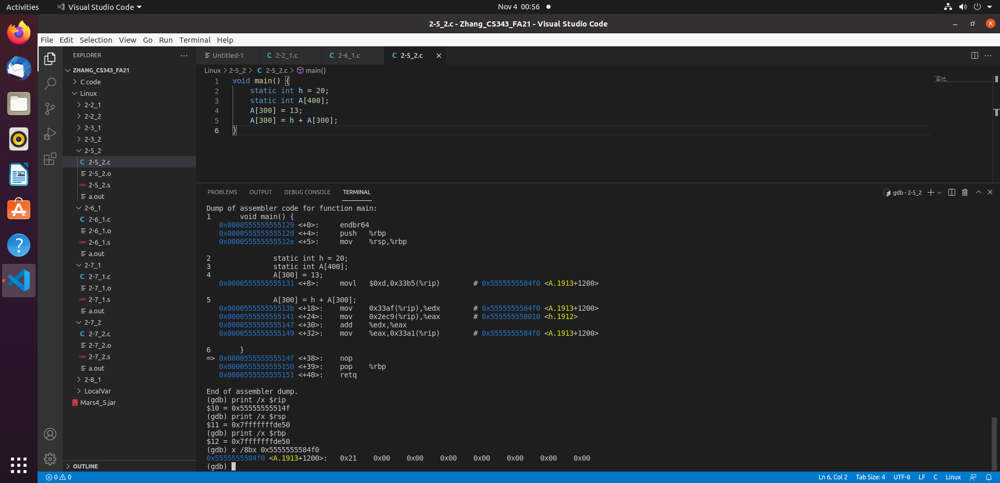 Activities Visual Studio Code Nov 4 00:56
2-5_2.c - Zhang_CS343_FA21 - Visual Studio Code
File Edit Selection View Go Run Terminal Help
EXPLORER
ZHANG_CS343_FA21
C code
Linux
2-2_1
2-2_2
2-3_1
2-3_2
2-5_2
C 2-5_2.c
2-5_2.o
ASM 2-5_2.s
a.out
2-6_1
C 2-6_1.c
2-6_1.o
ASM 2-6_1.s
a.out
2-7_1
C 2-7_1.c
2-7_1.o
ASM 2-7_1.s
a.out
2-7_2
C 2-7_2.c
2-7_2.o
ASM 2-7_2.s
a.out
2-8_1
LocalVar
Mars4_5.jar
OUTLINE
Untitled-1 C 2-2_1.c C 2-6_1.c C 2-5_2.c
Linux > 2-5_2 > C 2-5_2.c > main()
1 void main() {
2 static int h = 20;
3 static int A[400];
4 A[300] = 13;
5 A[300] = h + A[300];
6 }
PROBLEMS OUTPUT DEBUG CONSOLE TERMINAL gdb - 2-5_2
Dump of assembler code for function main:
1 void main() {
0x0000555555555129 <+0>: endbr64
0x000055555555512d <+4>: push %rbp
0x000055555555512e <+5>: mov %rsp,%rbp
2 static int h = 20;
3 static int A[400];
4 A[300] = 13;
0x0000555555555131 <+8>: movl $0xd,0x33b5(%rip) # 0x5555555584f0 <A.1913+1200>
5 A[300] = h + A[300];
0x000055555555513b <+18>: mov 0x33af(%rip),%edx # 0x5555555584f0 <A.1913+1200>
0x0000555555555141 <+24>: mov 0x2ec9(%rip),%eax # 0x555555558010 <h.1912>
0x0000555555555147 <+30>: add %edx,%eax
0x0000555555555149 <+32>: mov %eax,0x33a1(%rip) # 0x5555555584f0 <A.1913+1200>
6 }
=> 0x000055555555514f <+38>: nop
0x0000555555555150 <+39>: pop %rbp
0x0000555555555151 <+40>: retq
End of assembler dump.
(gdb) print /x $rip
$10 = 0x55555555514f
(gdb) print /x $rsp
$11 = 0x7fffffffde50
(gdb) print /x $rbp
$12 = 0x7fffffffde50
(gdb) x /8bx 0x5555555584f0
0x5555555584f0 <A.1913+1200>: 0x21 0x00 0x00 0x00 0x00 0x00 0x00 0x00
(gdb)
0 0 Ln 6, Col 2 Tab Size: 4 UTF-8 LF C Linux